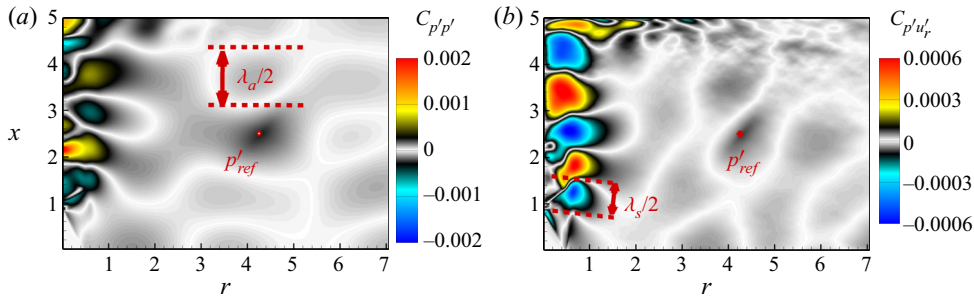 (a)
C_{p′p′}
5
4
3
x
2
1
0
1 2 3 4 5 6 7
r
λ_a/2
p′_{ref}
0.002
0.001
0
–0.001
–0.002
(b)
C_{p′u′_r}
5
4
3
2
1
0
1 2 3 4 5 6 7
r
p′_{ref}
λ_s/2
0.0006
0.0003
0
–0.0003
–0.0006